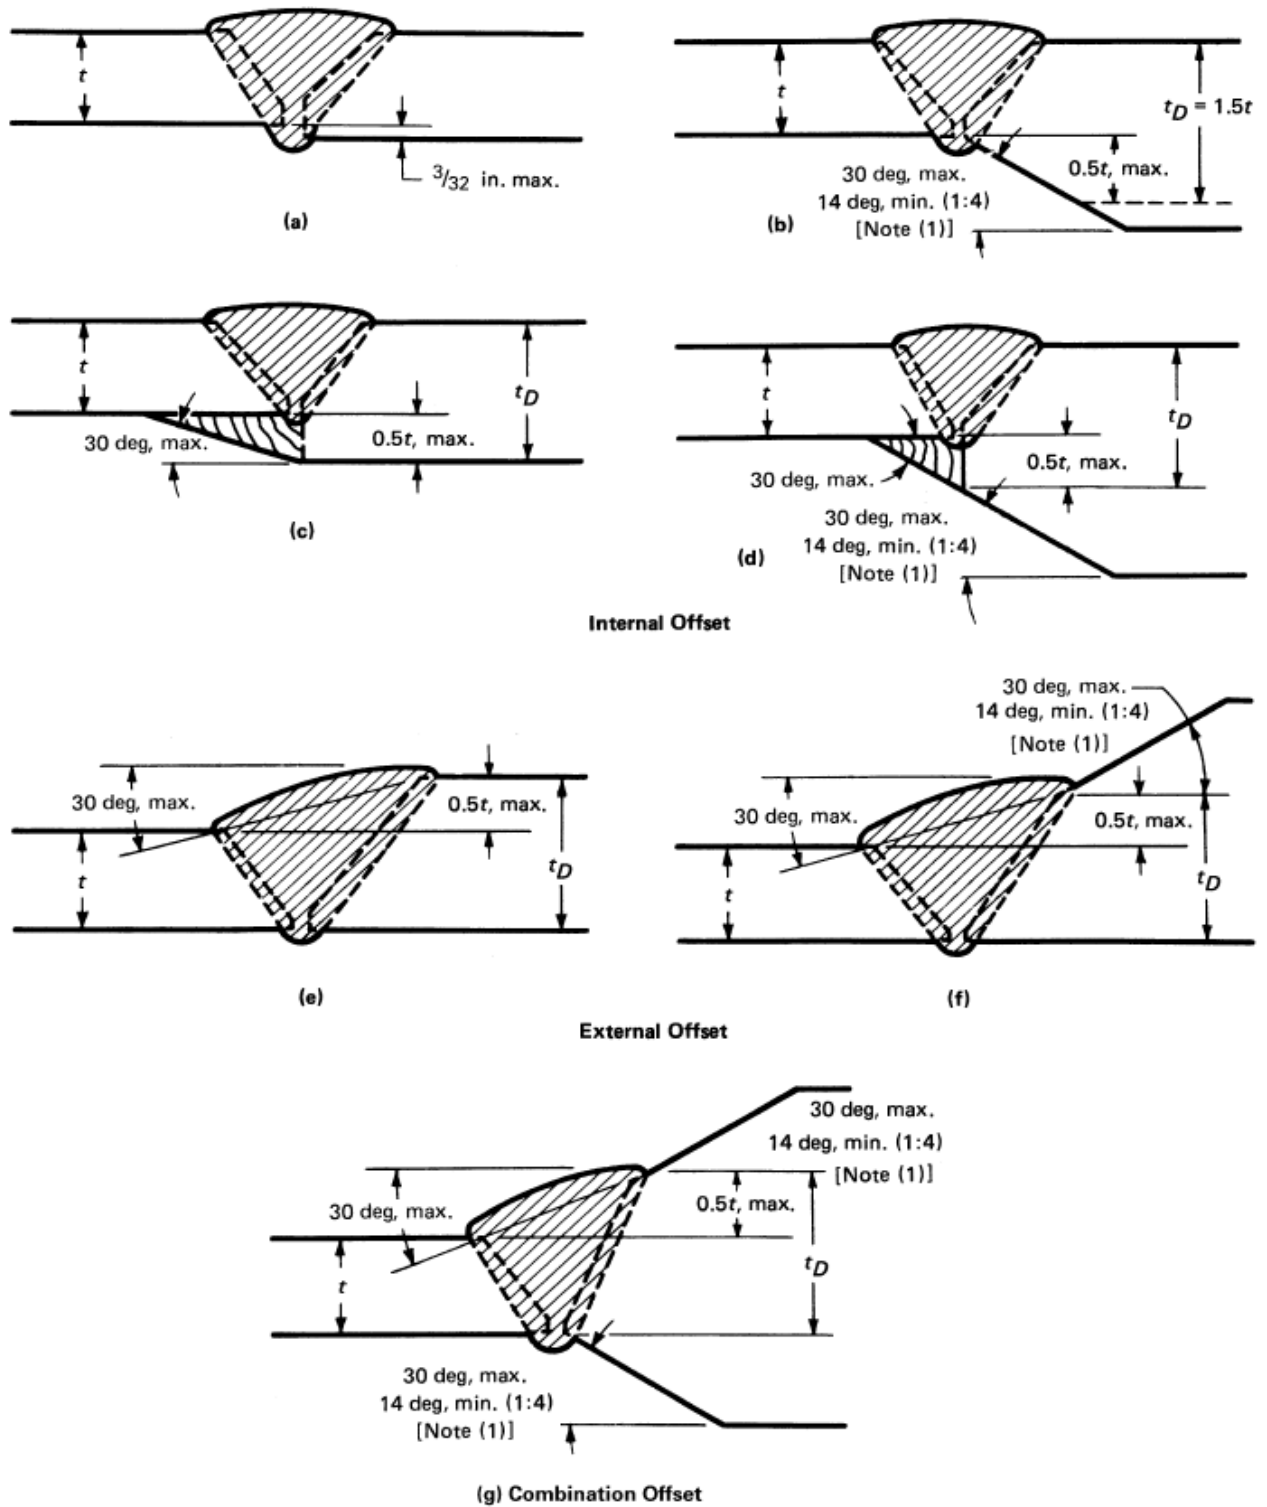 t
3/32 in. max.
(a)
t
tD = 1.5t
0.5t, max.
30 deg, max.
14 deg, min. (1:4)
[Note (1)]
(b)
t
tD
30 deg, max.
0.5t, max.
(c)
t
tD
0.5t, max.
30 deg, max.
30 deg, max.
14 deg, min. (1:4)
[Note (1)]
(d)
Internal Offset
30 deg, max.
0.5t, max.
t
tD
(e)
30 deg, max.
14 deg, min. (1:4)
[Note (1)]
30 deg, max.
0.5t, max.
t
tD
(f)
External Offset
30 deg, max.
14 deg, min. (1:4)
[Note (1)]
30 deg, max.
0.5t, max.
t
tD
30 deg, max.
14 deg, min. (1:4)
[Note (1)]
(g) Combination Offset